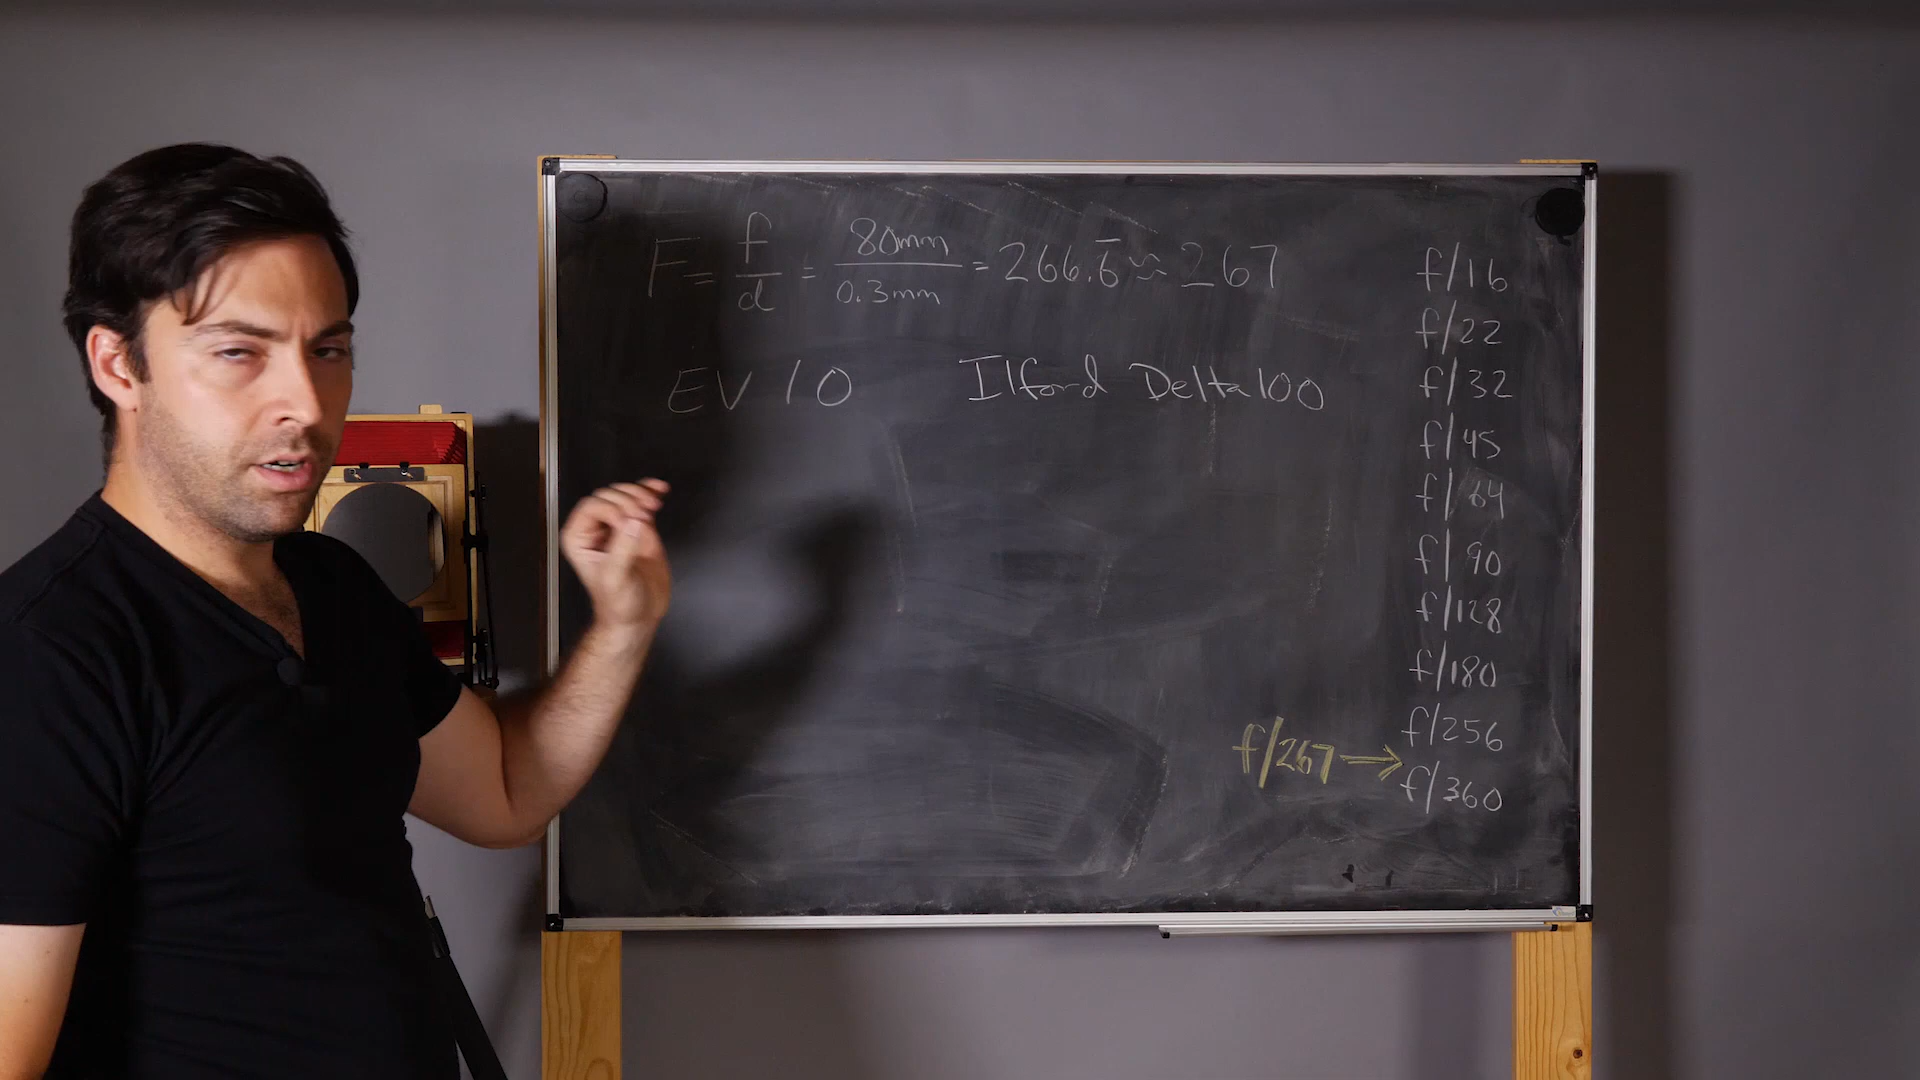 F = f/d = 80mm/0.3mm = 266.6̅ ≈ 267
EV 10 Ilford Delta 100
f/16
f/22
f/32
f/45
f/64
f/90
f/128
f/180
f/256
f/267 →
f/360